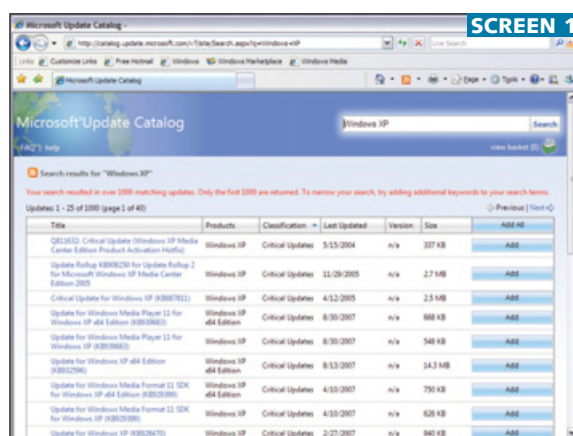 SCREEN 1
Microsoft Update Catalog -
Live Search
Links Customize Links Free Hotmail Windows Windows Marketplace Windows Media
Microsoft Update Catalog
Page Tools
Microsoft Update Catalog
Windows XP
Search
FAQ | help
view basket (0)
Search results for "Windows XP"
Your search resulted in over 1000 matching updates. Only the first 1000 are returned. To narrow your search, try adding additional keywords to your search terms.
Updates: 1 - 25 of 1000 (page 1 of 40)
Previous | Next
Title Products Classification Last Updated Version Size Add All
Q811632: Critical Update (Windows XP Media Windows XP Critical Updates 5/15/2004 n/a 337 KB Add
Center Edition Product Activation Hotfix)
Update Rollup KB908250 for Update Rollup 2
for Microsoft Windows XP Media Center Windows XP Critical Updates 11/29/2005 n/a 2.7 MB Add
Edition 2005
Critical Update for Windows XP (KB887811) Windows XP Critical Updates 4/12/2005 n/a 2.5 MB Add
Update for Windows Media Player 11 for Windows XP Critical Updates 8/30/2007 n/a 668 KB Add
Windows XP x64 Edition (KB939683) x64 Edition
Update for Windows Media Player 11 for Windows XP Critical Updates 8/30/2007 n/a 548 KB Add
Windows XP (KB939683)
Update for Windows XP x64 Edition Windows XP Critical Updates 8/13/2007 n/a 14.3 MB Add
(KB932596) x64 Edition
Update for Windows Media Format 11 SDK Windows XP Critical Updates 4/10/2007 n/a 750 KB Add
for Windows XP x64 Edition (KB929399) x64 Edition
Update for Windows Media Format 11 SDK Windows XP Critical Updates 4/10/2007 n/a 626 KB Add
for Windows XP (KB929399)
Update for Windows XP Windows XP Critical Updates 2/27/2007 n/a 940 KB Add